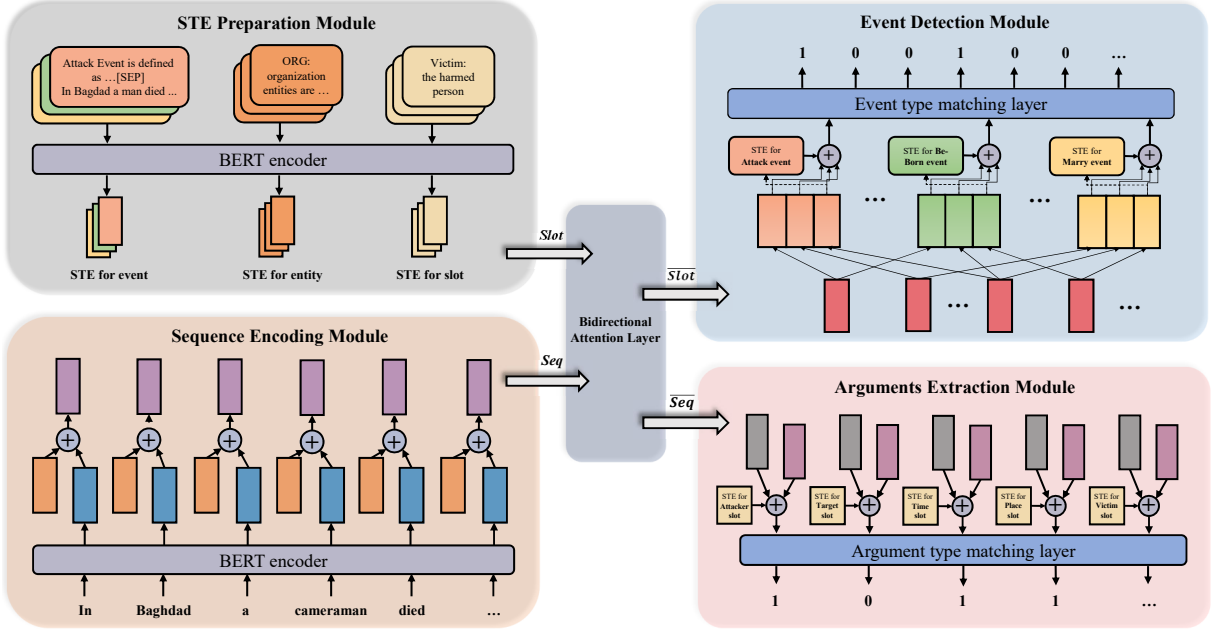 STE Preparation Module
Attack Event is defined
as …[SEP]
In Bagdad a man died ...
ORG:
organization
entities are …
Victim:
the harmed
person
BERT encoder
STE for event
STE for entity
STE for slot
Sequence Encoding Module
BERT encoder
In
Baghdad
a
cameraman
died
…
Slot
Seq
Bidirectional
Attention Layer
Slot
Seq
Event Detection Module
1 0 0 1 0 0 …
Event type matching layer
STE for
Attack event
STE for Be-
Born event
STE for
Marry event
… …
… …
Arguments Extraction Module
STE for
Attacker
slot
STE for
Target
slot
STE for
Time
slot
STE for
Place
slot
STE for
Victim
slot
Argument type matching layer
1 0 1 1 …